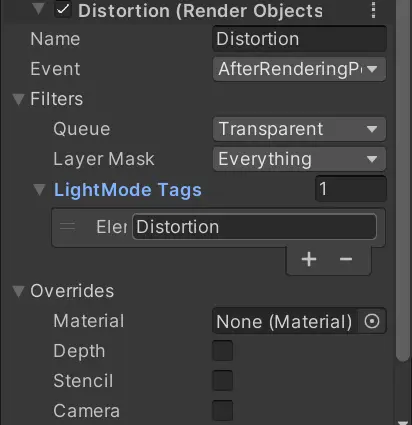 Distortion (Render Objects
Name Distortion
Event AfterRenderingP
Filters
Queue Transparent
Layer Mask Everything
LightMode Tags 1
Eler Distortion
+ −
Overrides
Material None (Material)
Depth
Stencil
Camera